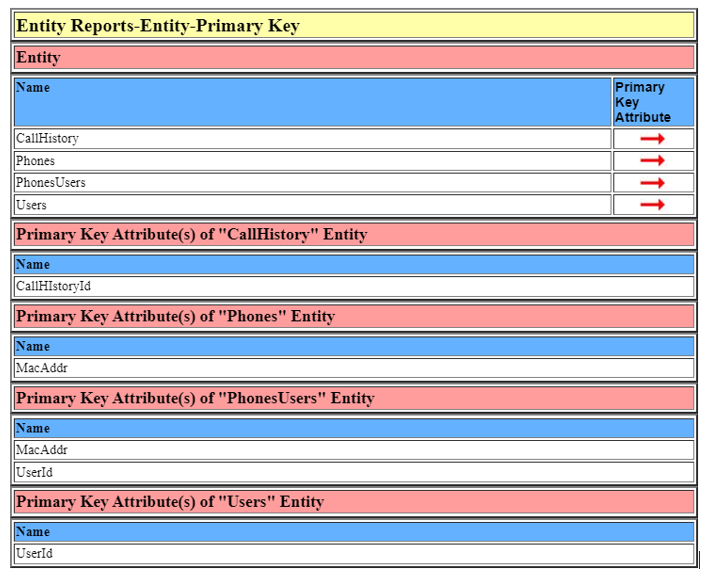 Entity Reports-Entity-Primary Key
Entity
Name
Primary
Key
Attribute
CallHistory
Phones
PhonesUsers
Users
Primary Key Attribute(s) of "CallHistory" Entity
Name
CallHIstoryId
Primary Key Attribute(s) of "Phones" Entity
Name
MacAddr
Primary Key Attribute(s) of "PhonesUsers" Entity
Name
MacAddr
UserId
Primary Key Attribute(s) of "Users" Entity
Name
UserId